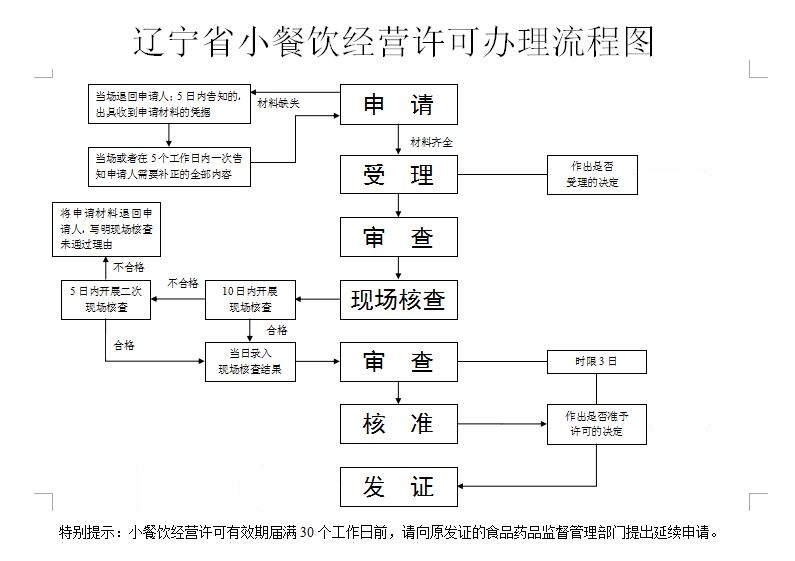 辽宁省小餐饮经营许可办理流程图
当场退回申请人；5日内告知的，
出具收到申请材料的凭据
材料缺失
申 请
材料齐全
当场或者在5个工作日内一次告
知申请人需要补正的全部内容
受 理
作出是否
受理的决定
将申请材料退回申
请人，写明现场核查
未通过理由
审 查
不合格
5日内开展二次
现场核查
不合格
10日内开展
现场核查
现场核查
合格
合格
当日录入
现场核查结果
审 查
时限3日
核 准
作出是否准予
许可的决定
发 证
特别提示：小餐饮经营许可有效期届满30个工作日前，请向原发证的食品药品监督管理部门提出延续申请。